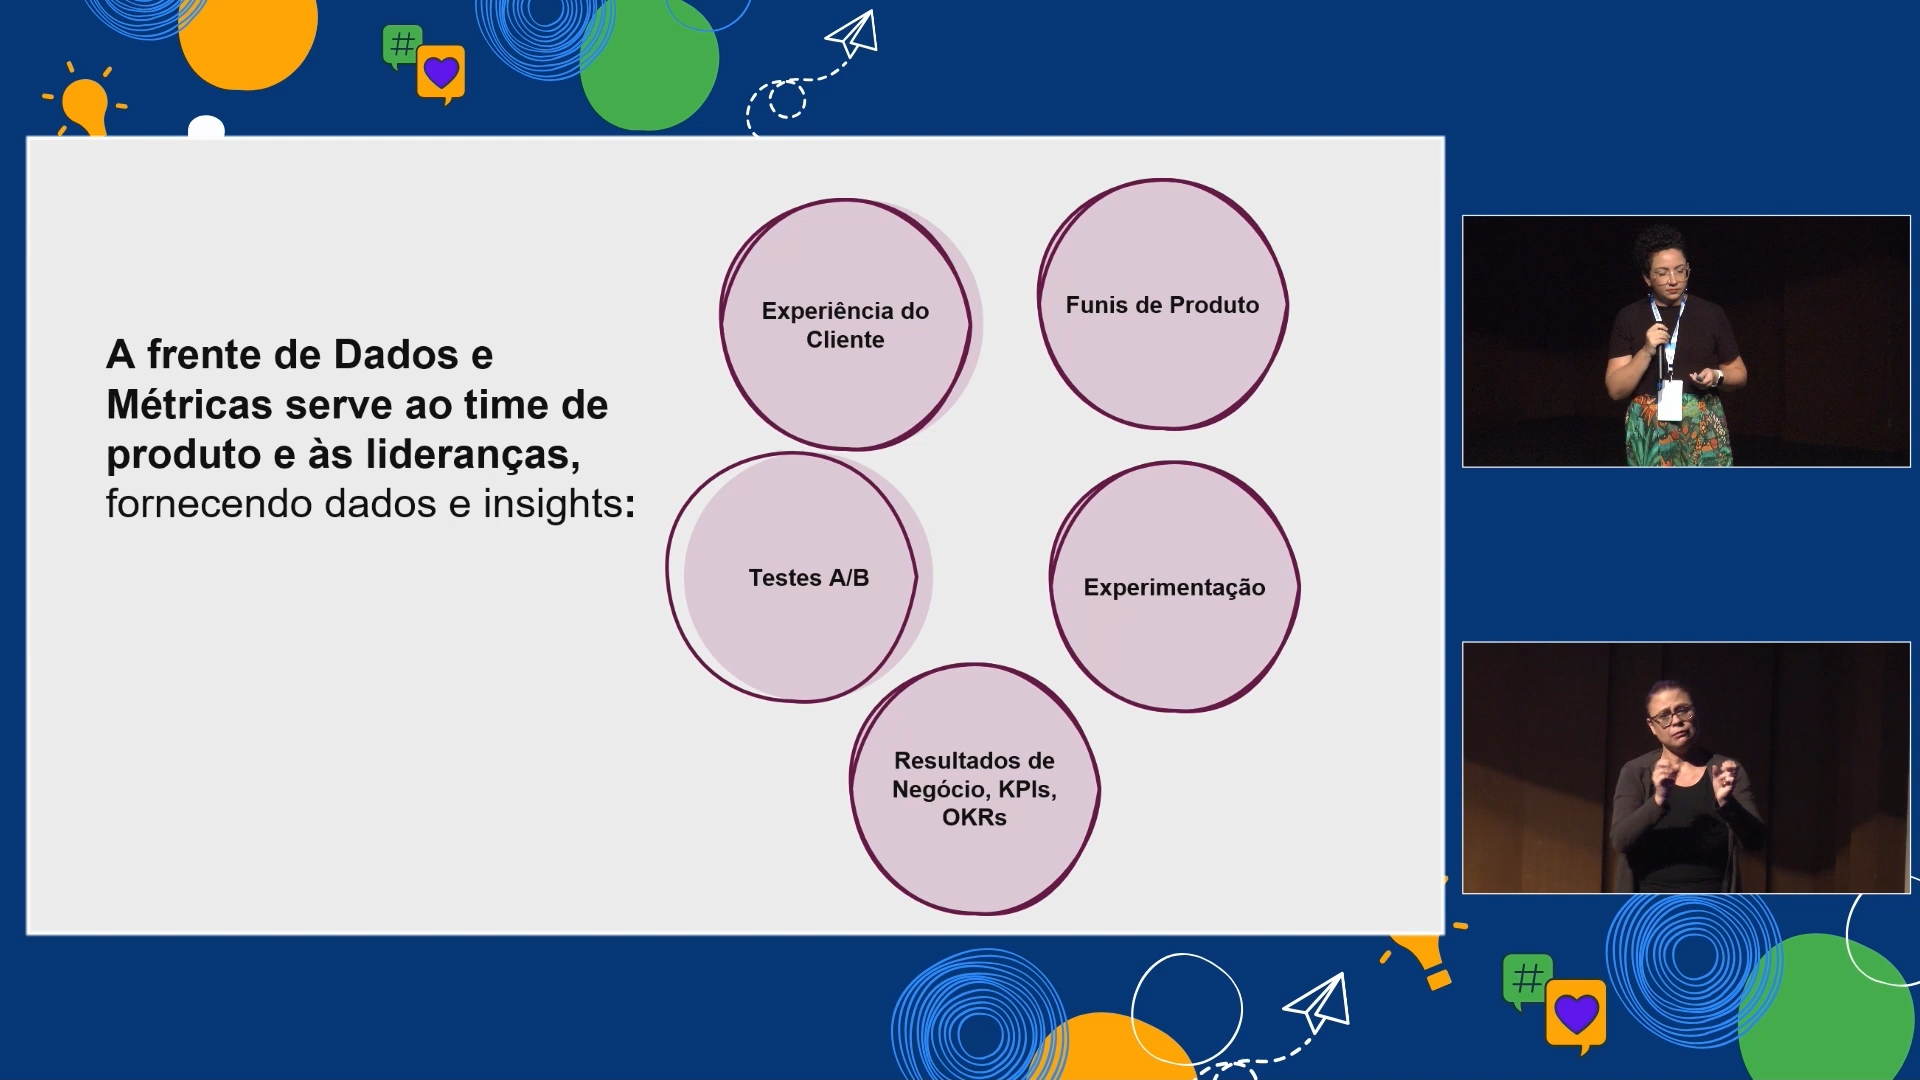 A frente de Dados e
Métricas serve ao time de
produto e às lideranças,
fornecendo dados e insights:
Experiência do
Cliente
Funis de Produto
Testes A/B
Experimentação
Resultados de
Negócio, KPIs,
OKRs
#
#